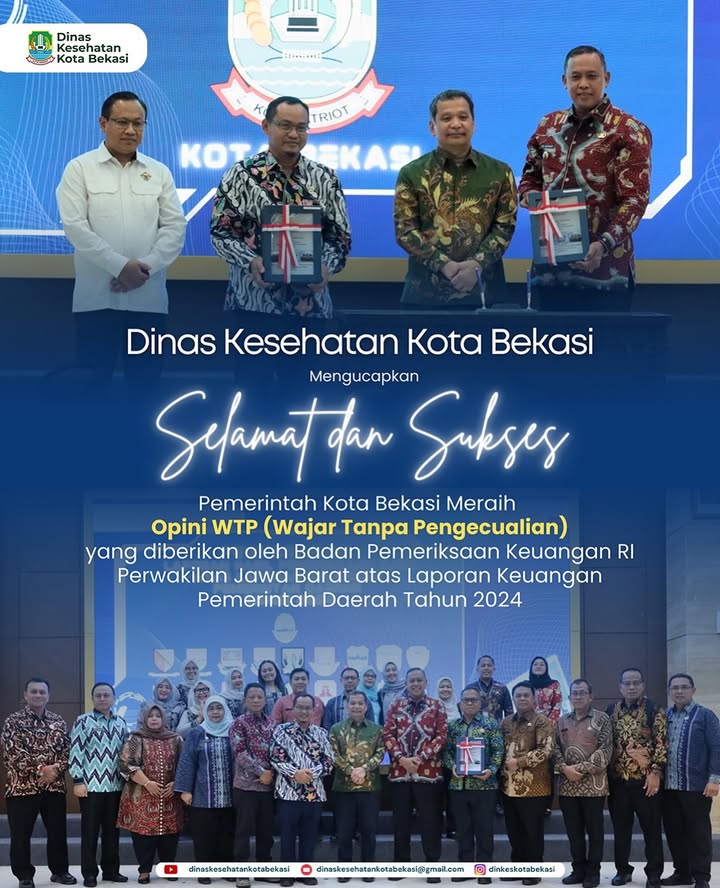 Dinas
Kesehatan
Kota Bekasi
KOTA BEKASI
Dinas Kesehatan Kota Bekasi
Mengucapkan
Selamat dan Sukses
Pemerintah Kota Bekasi Meraih
Opini WTP (Wajar Tanpa Pengecualian)
yang diberikan oleh Badan Pemeriksaan Keuangan RI
Perwakilan Jawa Barat atas Laporan Keuangan
Pemerintah Daerah Tahun 2024
dinaskesehatankotabekasi
dinaskesehatankotabekasi@gmail.com
dinkeskotabekasi